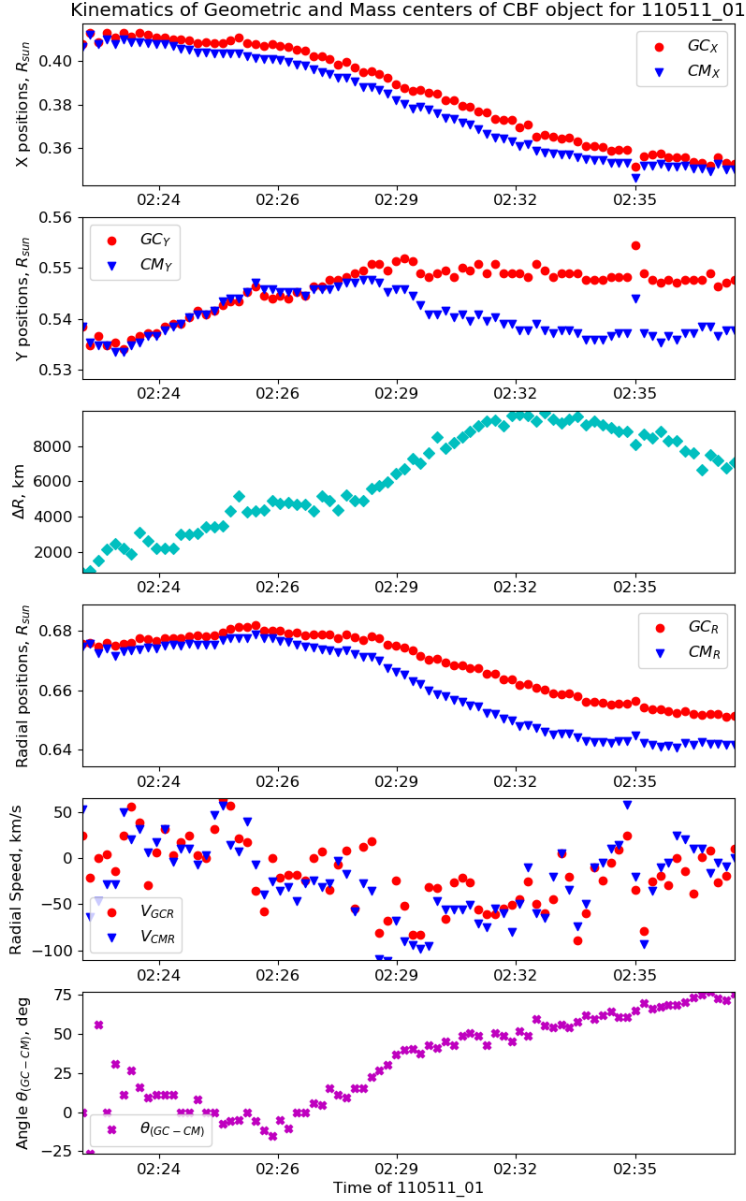 Kinematics of Geometric and Mass centers of CBF object for 110511_01
X positions, R_sun
0.40
0.38
0.36
GC_X
CM_X
02:24 02:26 02:29 02:32 02:35
Y positions, R_sun
0.56
0.55
0.54
0.53
GC_Y
CM_Y
02:24 02:26 02:29 02:32 02:35
ΔR, km
8000
6000
4000
2000
02:24 02:26 02:29 02:32 02:35
Radial positions, R_sun
0.68
0.66
0.64
GC_R
CM_R
02:24 02:26 02:29 02:32 02:35
Radial Speed, km/s
50
0
−50
−100
V_GCR
V_CMR
02:24 02:26 02:29 02:32 02:35
Angle θ_(GC−CM), deg
75
50
25
0
−25
θ_(GC−CM)
02:24 02:26 02:29 02:32 02:35
Time of 110511_01